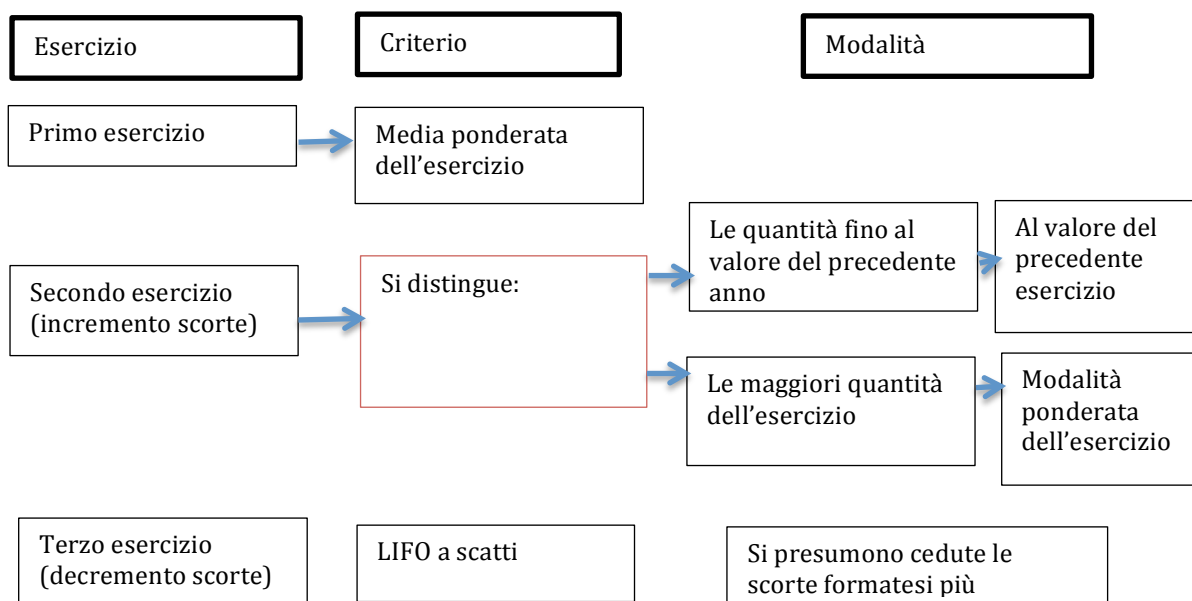 Esercizio
Criterio
Modalità
Primo esercizio
Media ponderata
dell’esercizio
Secondo esercizio
(incremento scorte)
Si distingue:
Le quantità fino al
valore del precedente
anno
Al valore del
precedente
esercizio
Le maggiori quantità
dell’esercizio
Modalità
ponderata
dell’esercizio
Terzo esercizio
(decremento scorte)
LIFO a scatti
Si presumono cedute le
scorte formatesi più